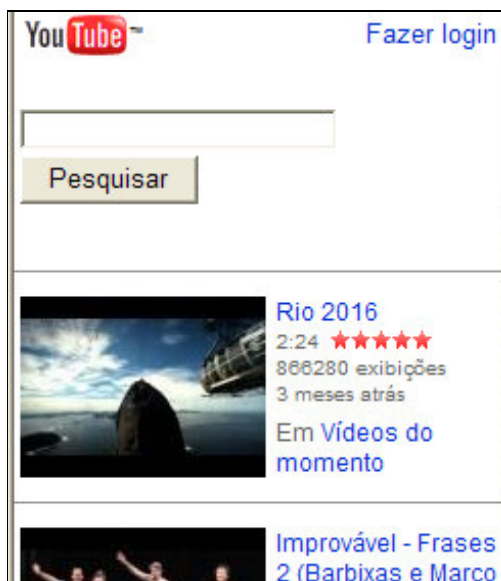 YouTube™
Fazer login
Pesquisar
Rio 2016
2:24
866280 exibições
3 meses atrás
Em Vídeos do
momento
Improvável - Frases
2 (Barbixas e Marco